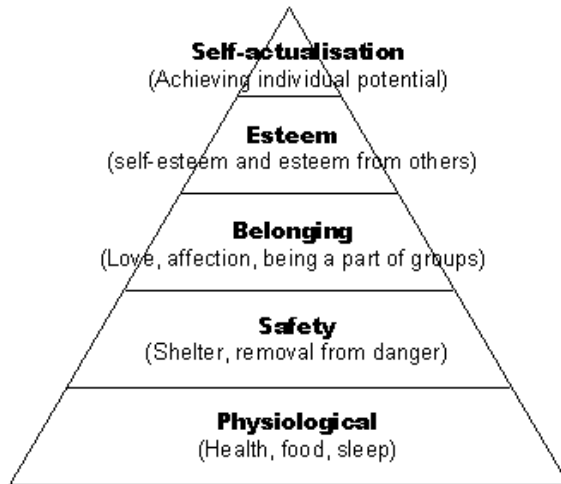 Self-actualisation
(Achieving individual potential)
Esteem
(self-esteem and esteem from others)
Belonging
(Love, affection, being a part of groups)
Safety
(Shelter, removal from danger)
Physiological
(Health, food, sleep)